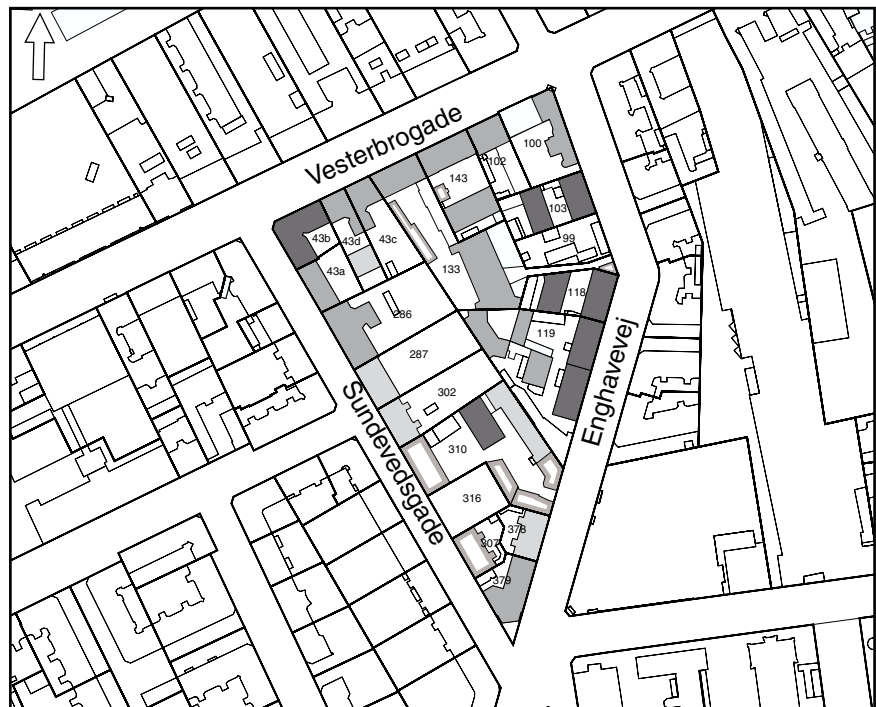 Vesterbrogade
100
102
143
103
43b
43d
43c
99
43a
133
118
286
119
287
Enghavevej
302
Sundevedsgade
310
316
378
307
379